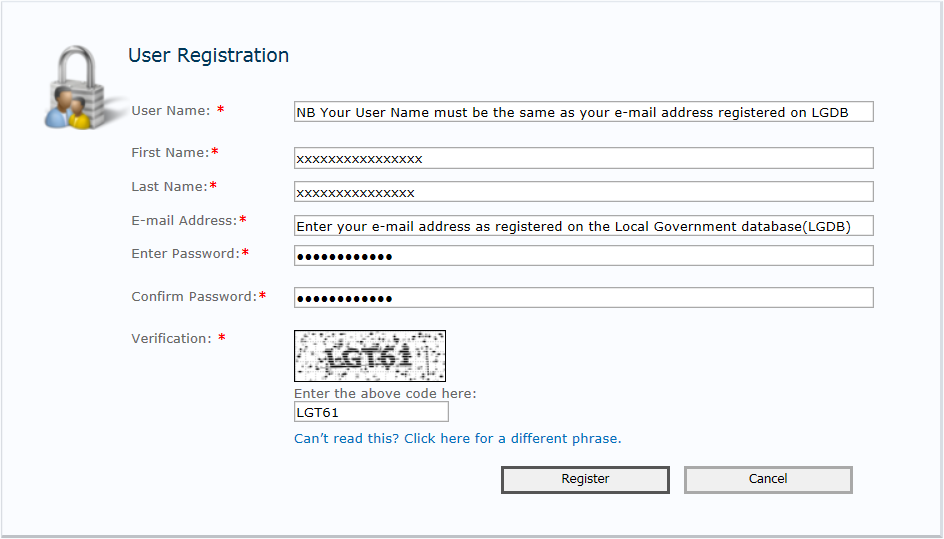 User Registration
User Name: * NB Your User Name must be the same as your e-mail address registered on LGDB
First Name:* xxxxxxxxxxxxxxxx
Last Name:* xxxxxxxxxxxxxxx
E-mail Address:* Enter your e-mail address as registered on the Local Government database(LGDB)
Enter Password:* ●●●●●●●●●●●●
Confirm Password:* ●●●●●●●●●●●●
Verification: * LGT61
Enter the above code here:
LGT61
Can't read this? Click here for a different phrase.
Register Cancel